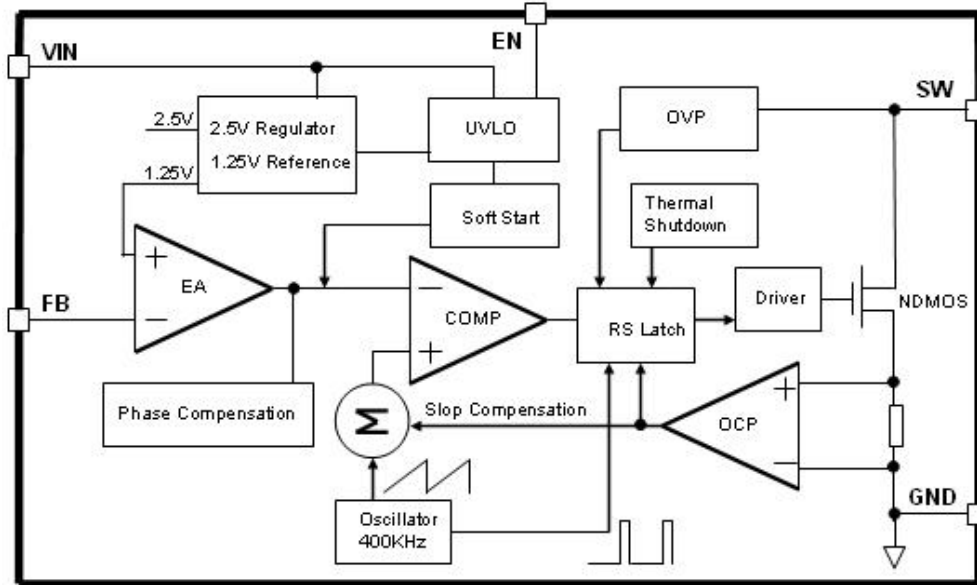 EN
VIN
SW
2.5V
2.5V Regulator
1.25V Reference
1.25V
UVLO
OVP
Soft Start
Thermal
Shutdown
+
EA
−
FB
−
COMP
+
RS Latch
Driver
NDMOS
Phase Compensation
Σ
Slop Compensation
+
OCP
−
GND
Oscillator
400KHz